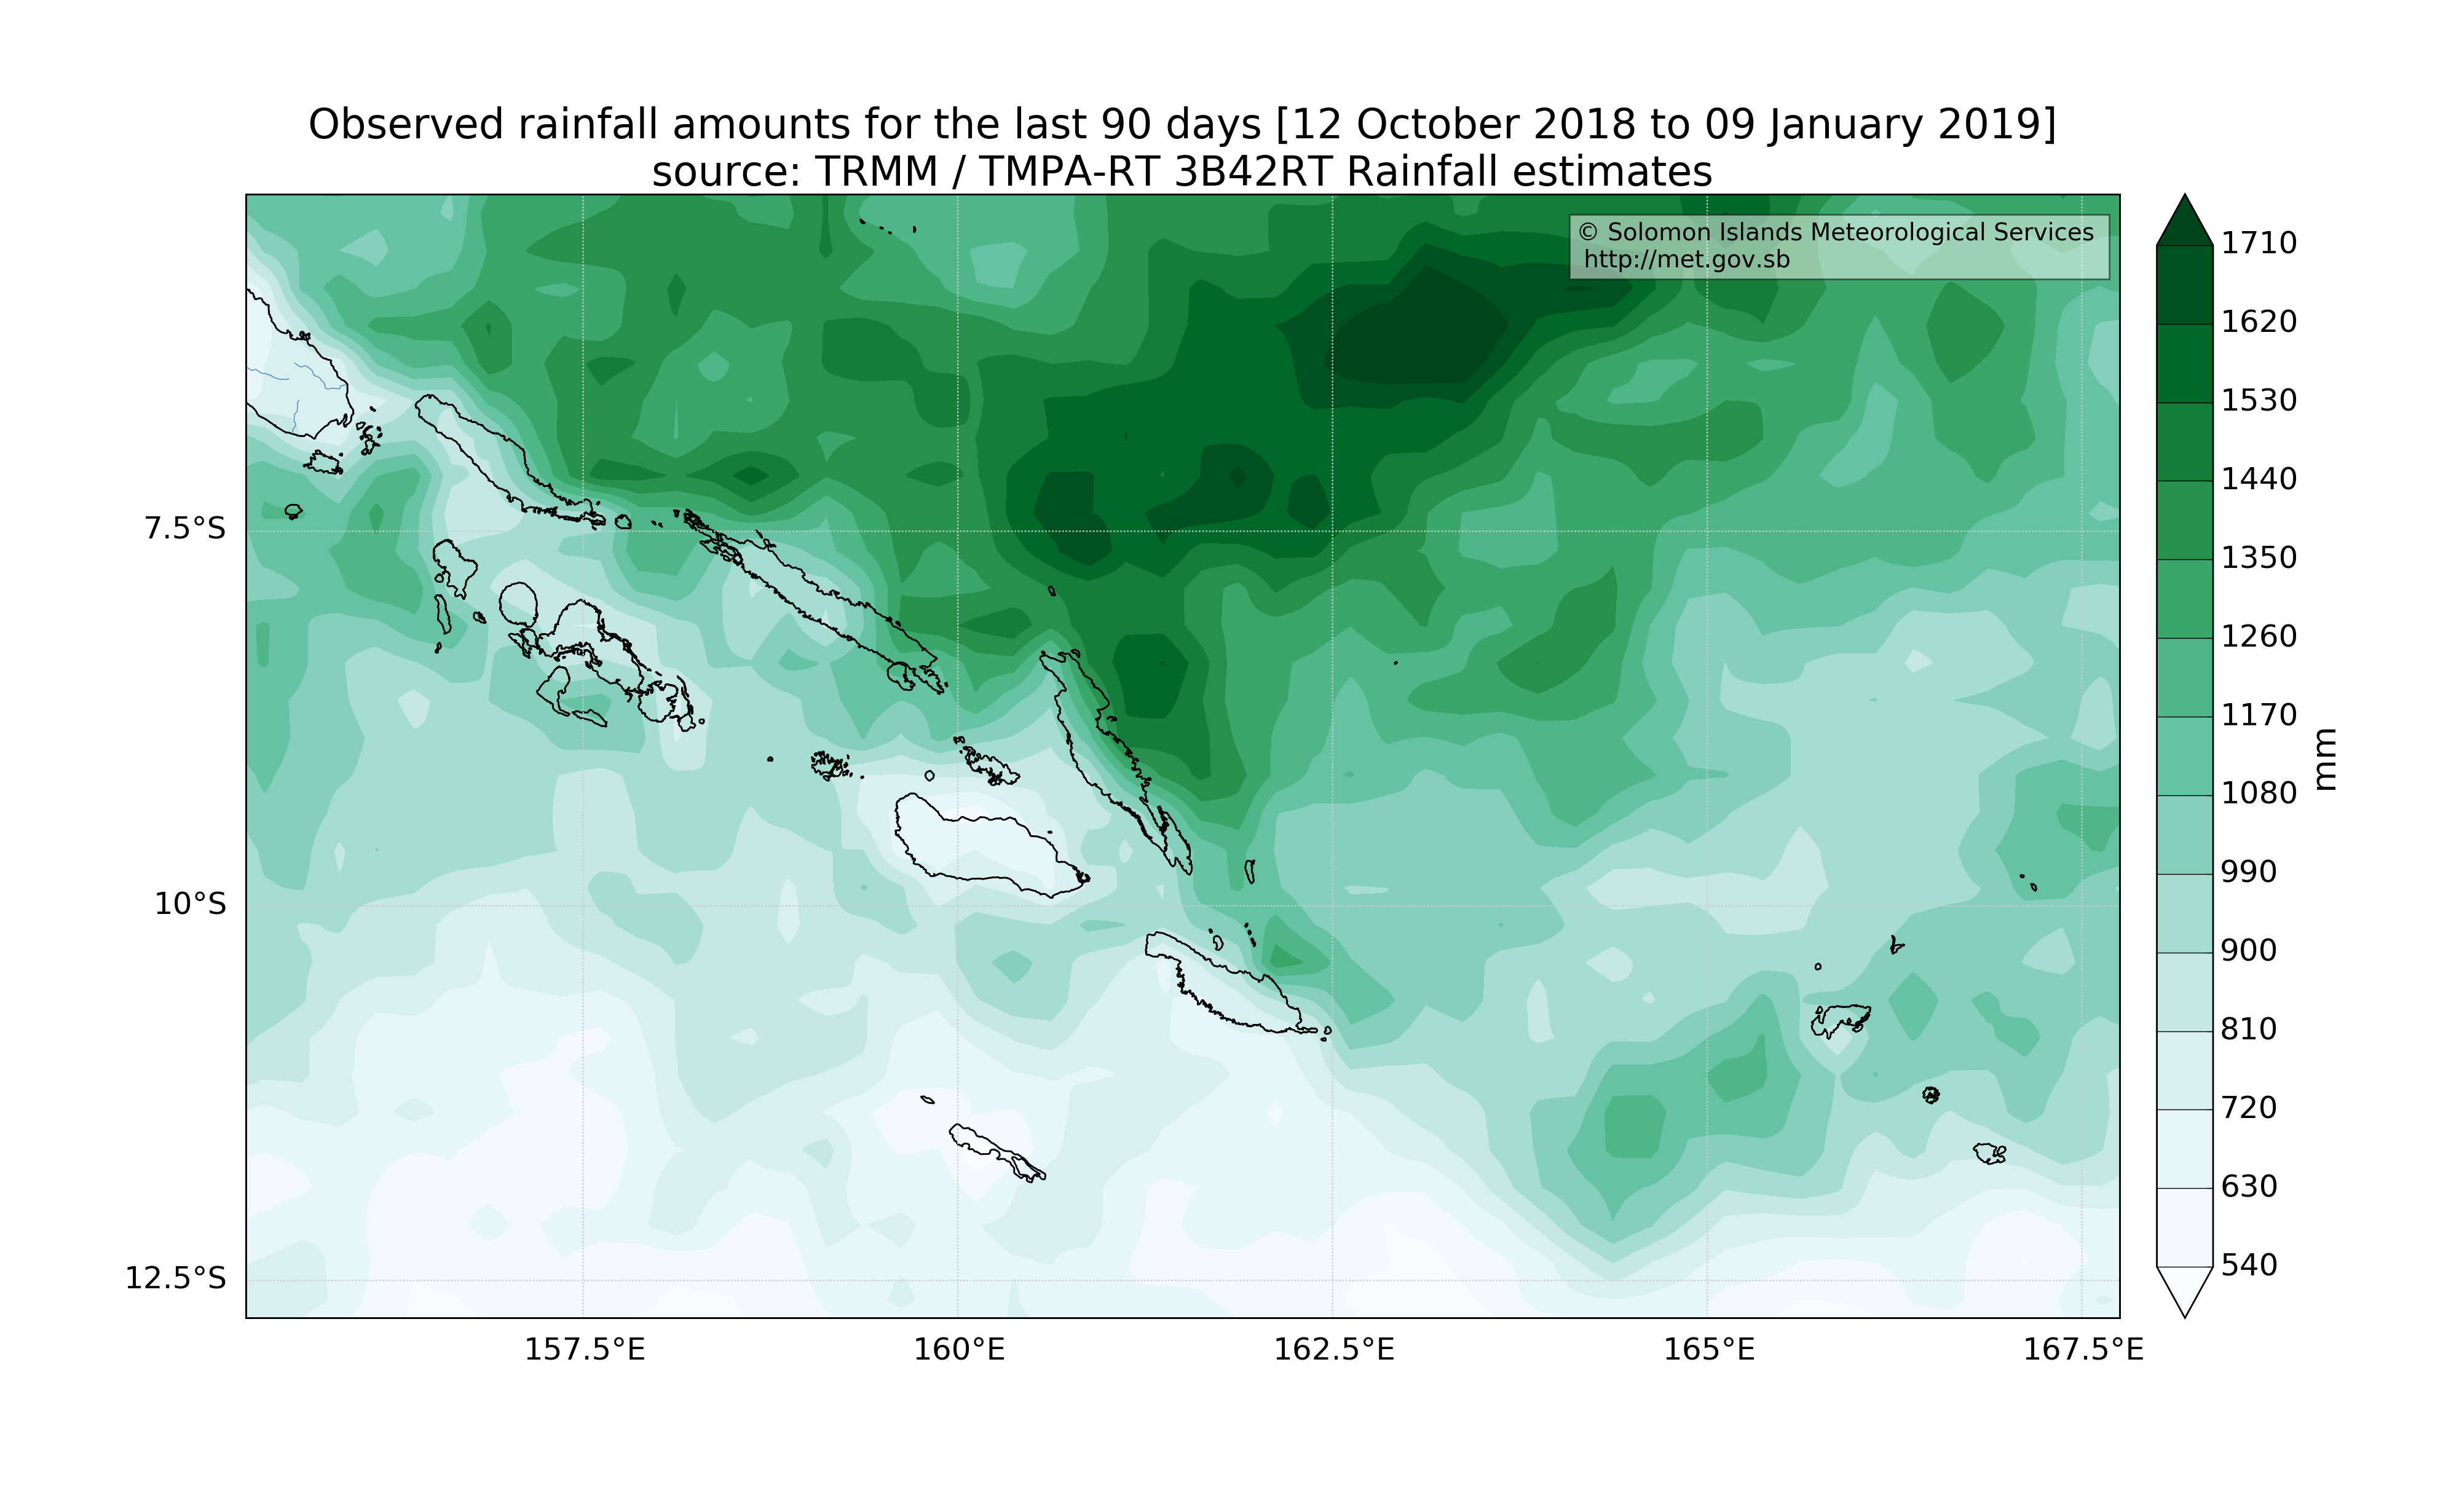 Observed rainfall amounts for the last 90 days [12 October 2018 to 09 January 2019]
source: TRMM / TMPA-RT 3B42RT Rainfall estimates
© Solomon Islands Meteorological Services
http://met.gov.sb
7.5°S
10°S
12.5°S
157.5°E
160°E
162.5°E
165°E
167.5°E
1710
1620
1530
1440
1350
1260
1170
1080
990
900
810
720
630
540
mm